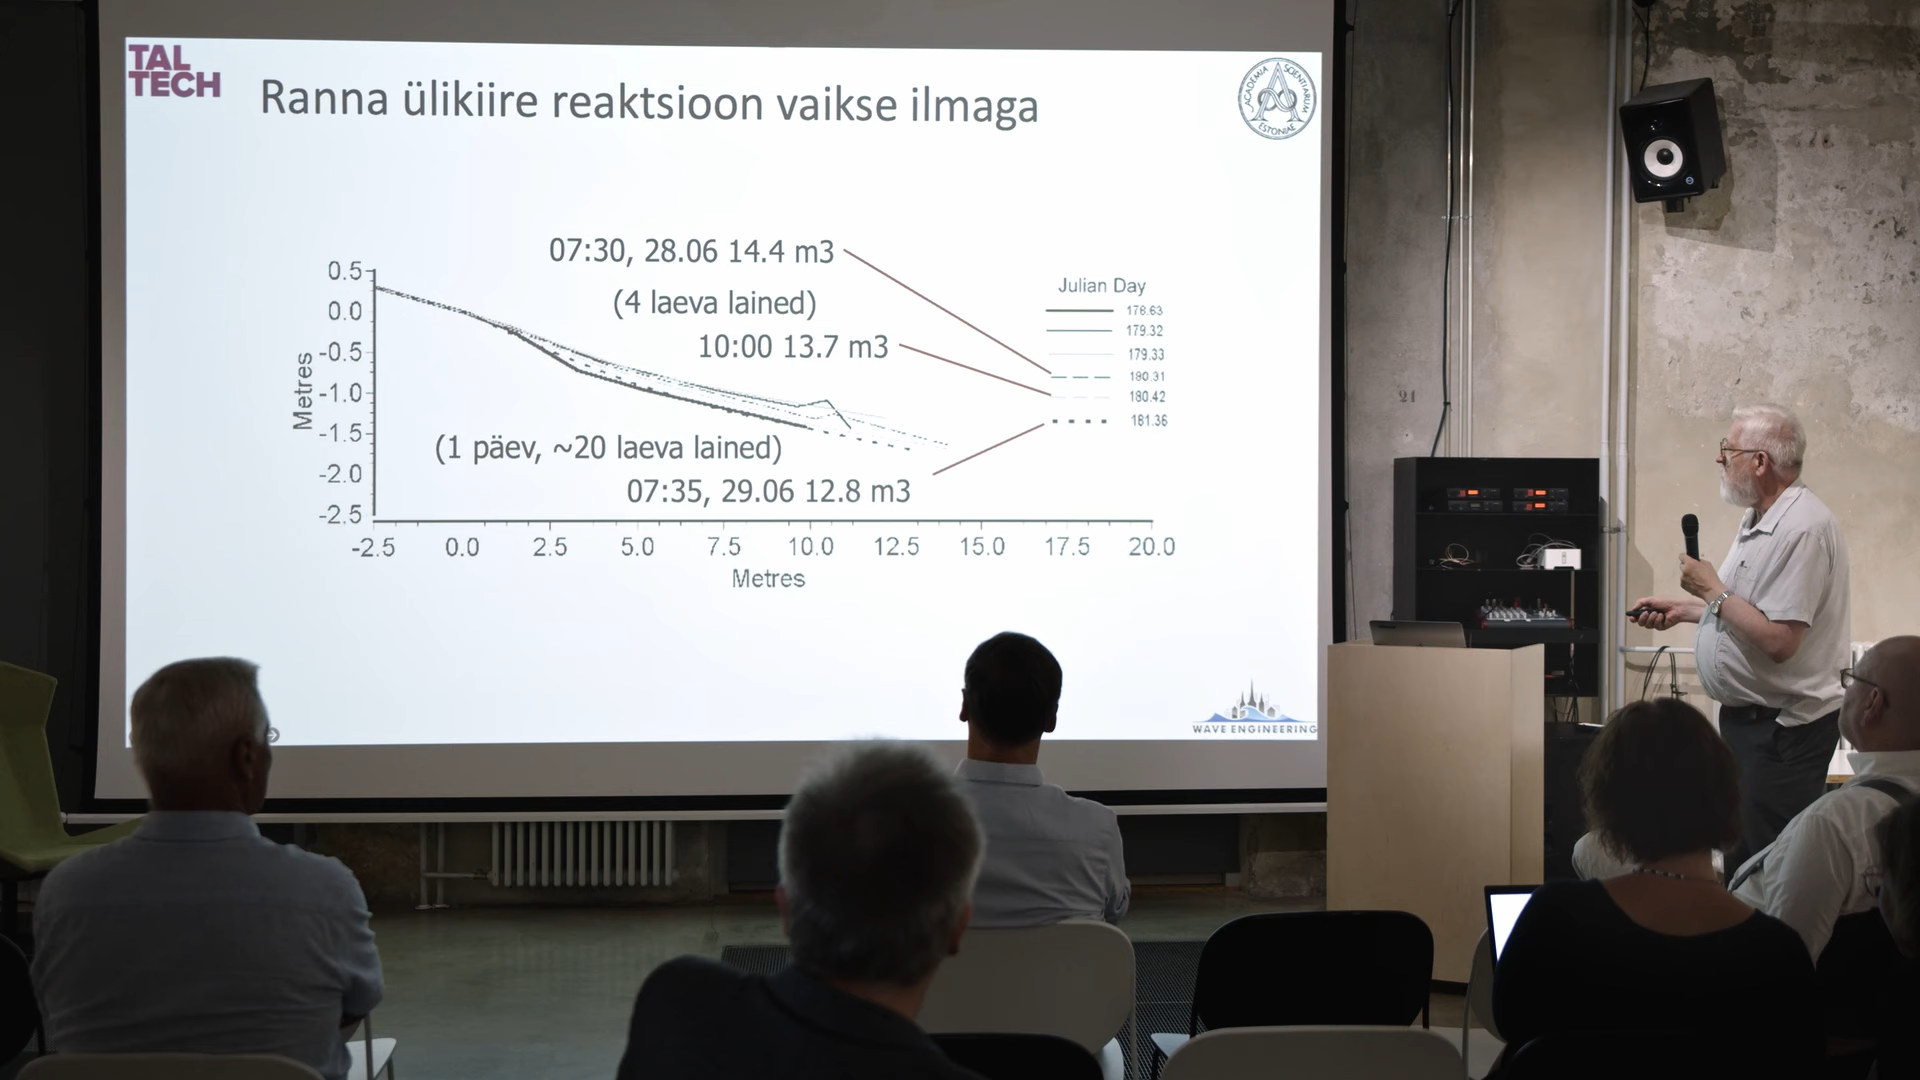 TAL
TECH
Ranna ülikiire reaktsioon vaikse ilmaga
ACADEMIA SCIENTIARUM ESTONIAE
07:30, 28.06 14.4 m3
(4 laeva lained)
10:00 13.7 m3
(1 päev, ~20 laeva lained)
07:35, 29.06 12.8 m3
Julian Day
178.63
179.32
179.33
180.31
180.42
181.36
Metres
0.5
0.0
-0.5
-1.0
-1.5
-2.0
-2.5
-2.5 0.0 2.5 5.0 7.5 10.0 12.5 15.0 17.5 20.0
Metres
WAVE ENGINEERING
21